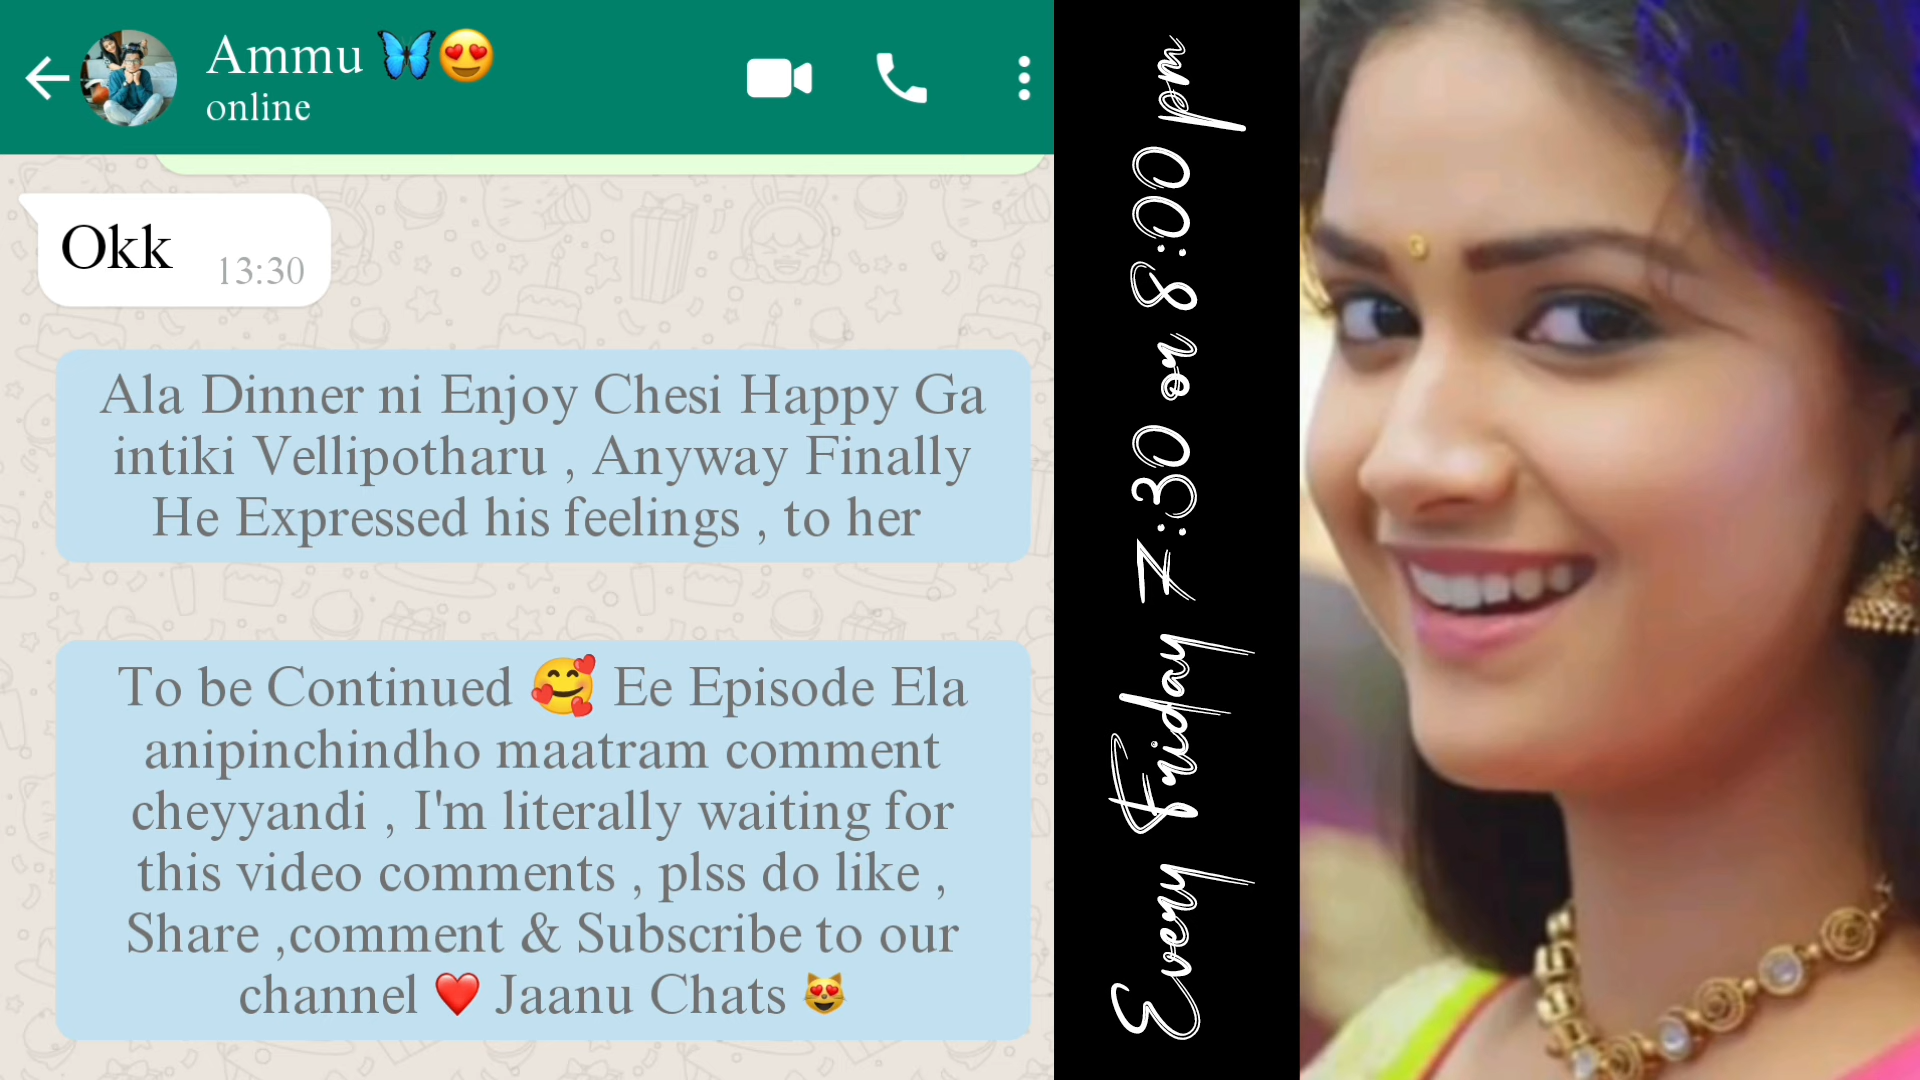 Ammu 🦋😍
online
Okk 13:30
Ala Dinner ni Enjoy Chesi Happy Ga
intiki Vellipotharu , Anyway Finally
He Expressed his feelings , to her
To be Continued 🥰 Ee Episode Ela
anipinchindho maatram comment
cheyyandi , I'm literally waiting for
this video comments , plss do like ,
Share ,comment & Subscribe to our
channel ❤️ Jaanu Chats 😻
Every Friday 7:30 or 8:00 pm